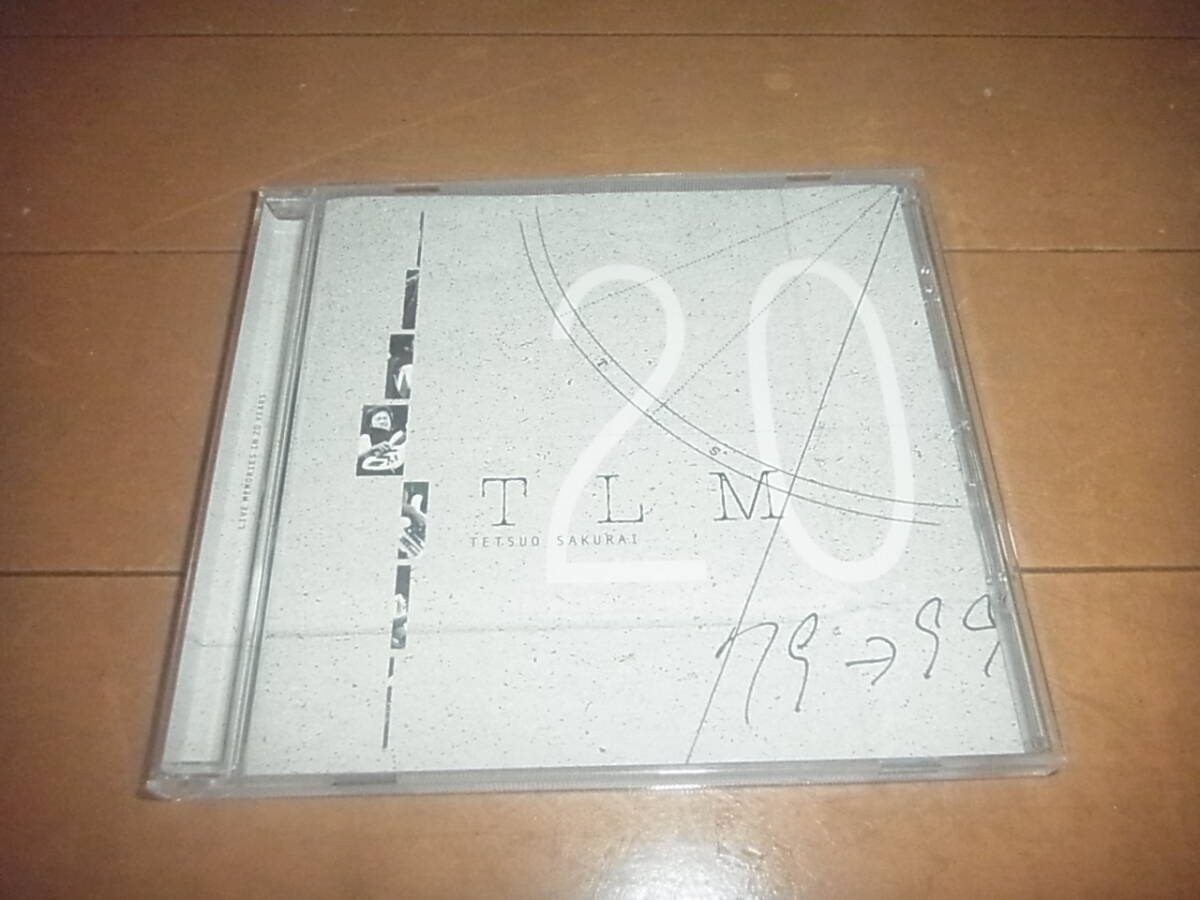 LIVE MEMORIES IN 20 YEARS
20
T
S
T L M
TETSUO SAKURAI
79→99